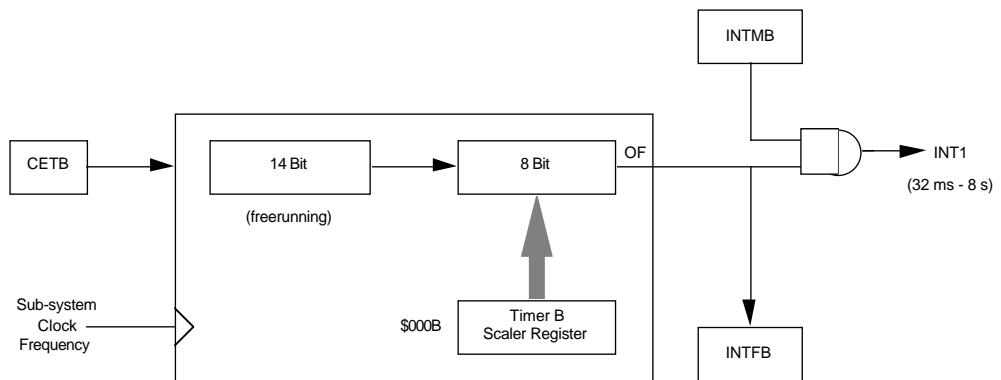 INTMB
CETB
14 Bit
8 Bit
OF
INT1
(32 ms - 8 s)
(freerunning)
Sub-system
Clock
Frequency
$000B
Timer B
Scaler Register
INTFB